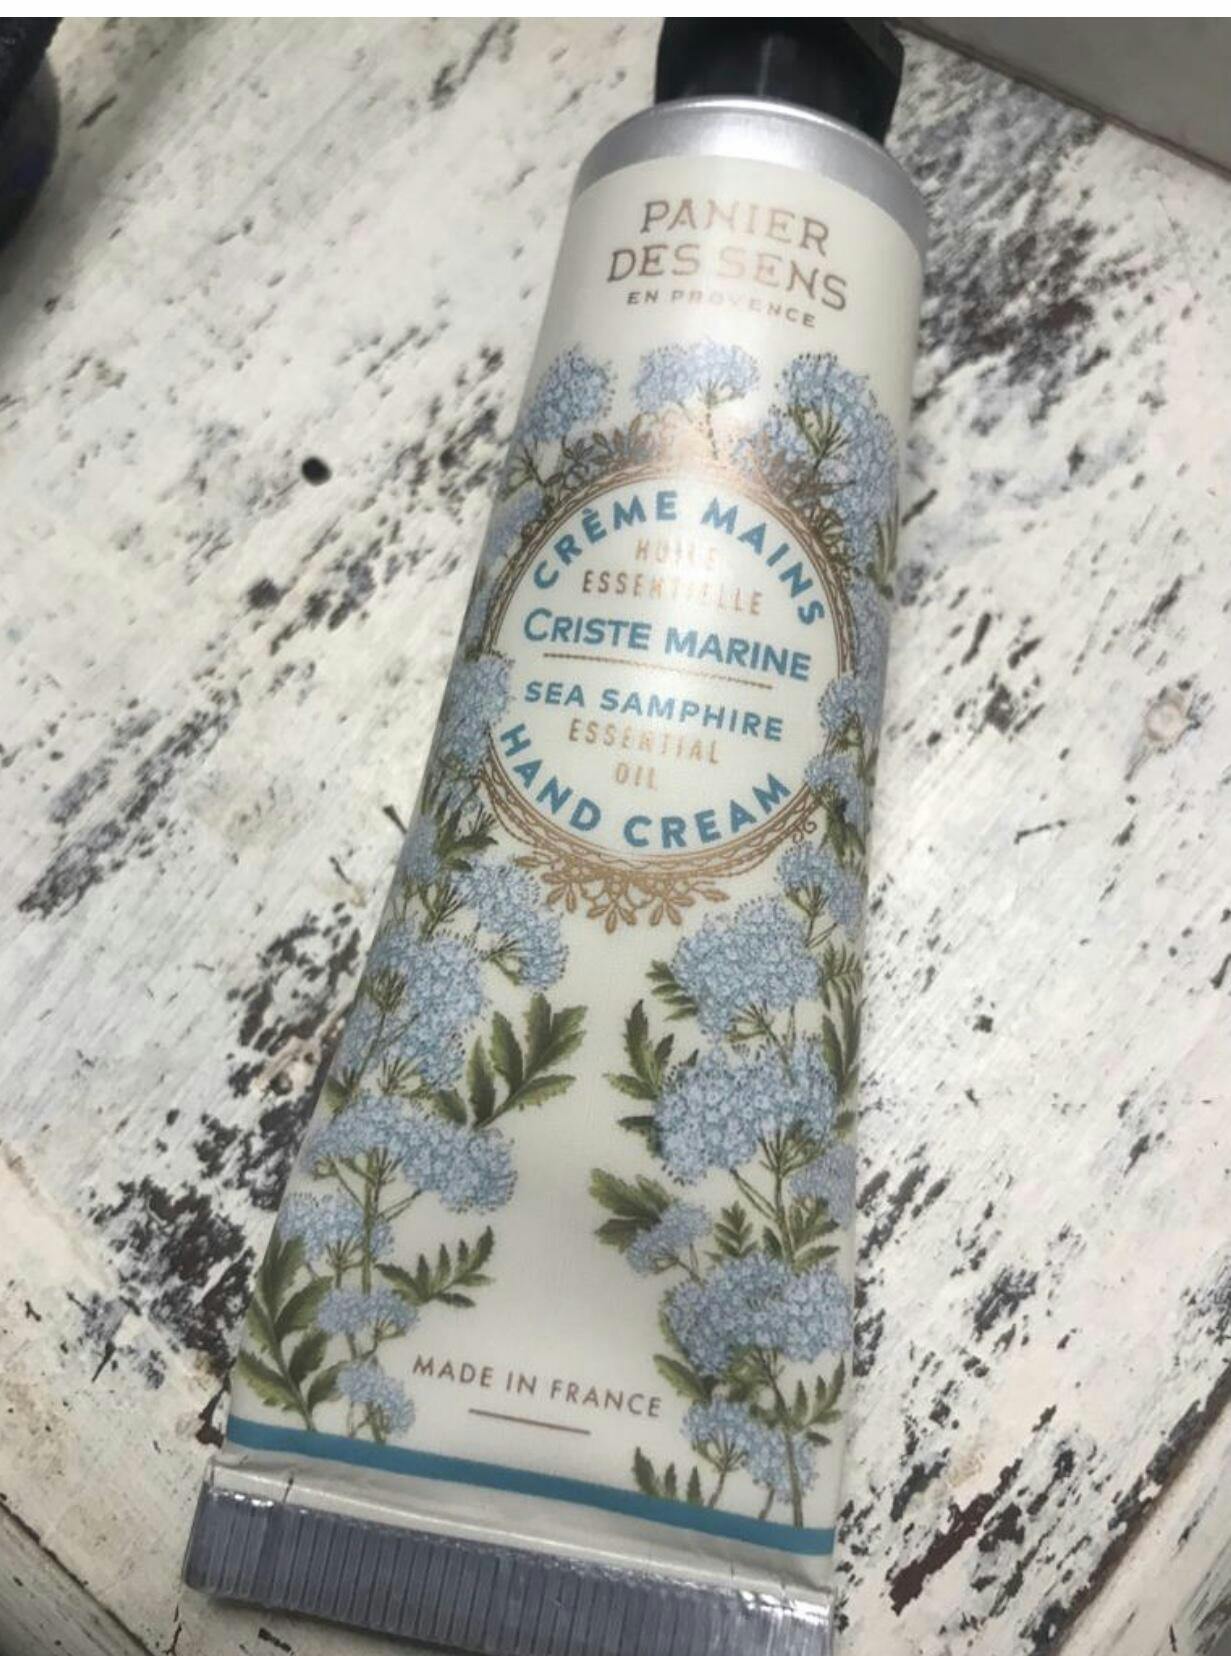 PANIER
DES SENS
EN PROVENCE
CRÈME MAINS
HUILE
ESSENTIELLE
CRISTE MARINE
SEA SAMPHIRE
ESSENTIAL
OIL
HAND CREAM
MADE IN FRANCE